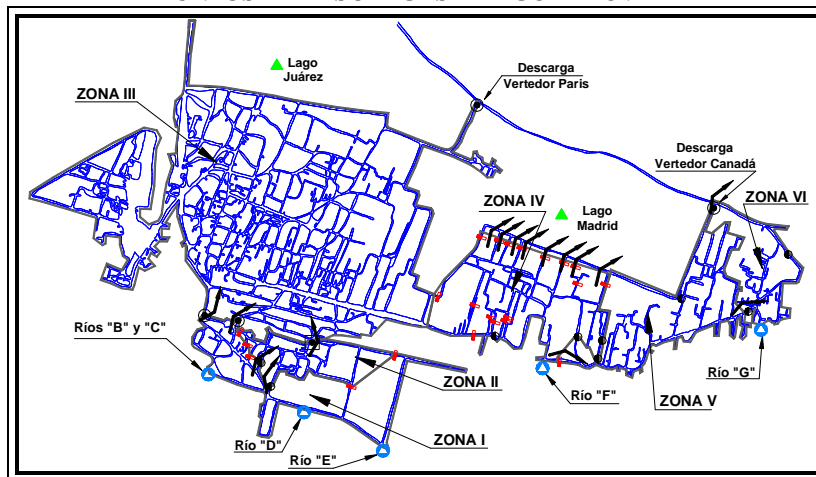 Lago
Juárez
Descarga
Vertedor Paris
ZONA III
Descarga
Vertedor Canadá
ZONA VI
ZONA IV
Lago
Madrid
Ríos "B" y "C"
ZONA II
Río "G"
Río "F"
ZONA V
ZONA I
Río "D"
Río "E"